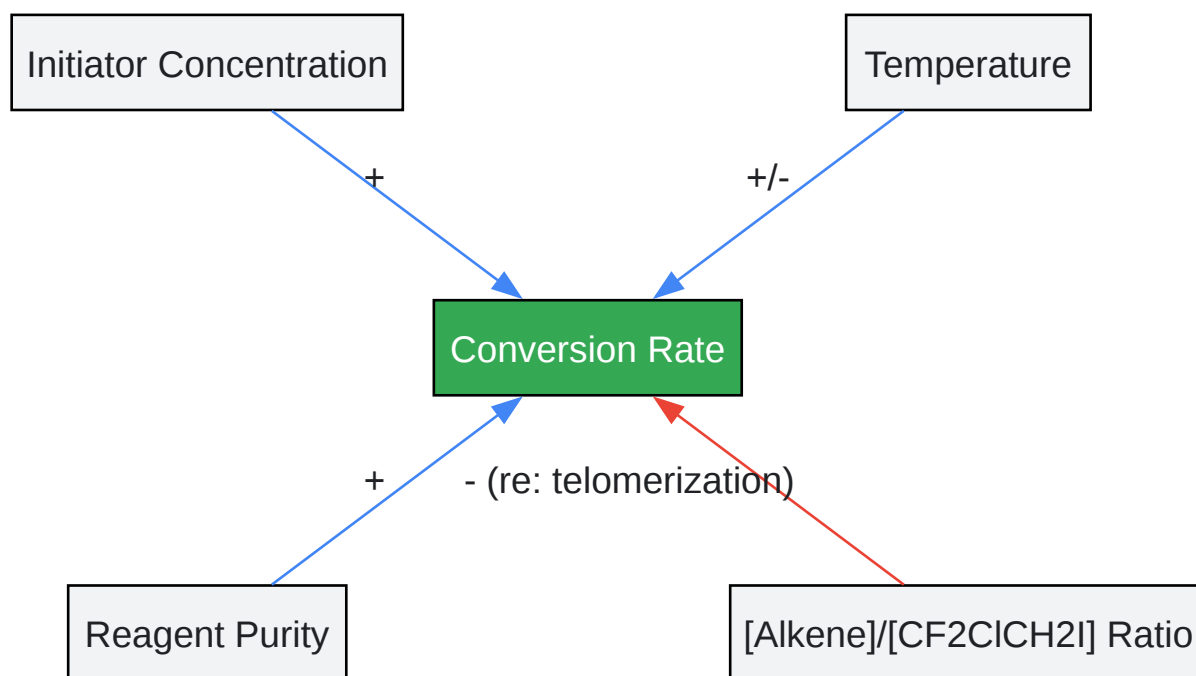 Initiator Concentration
Temperature
+
+/-
Conversion Rate
+
- (re: telomerization)
Reagent Purity
[Alkene]/[CF2ClCH2I] Ratio